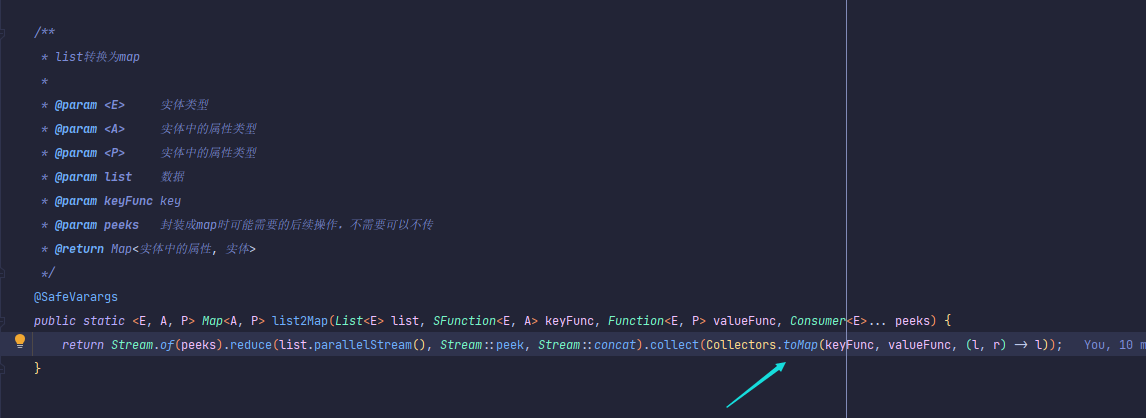 /**
 * list转换为map
 *
 * @param <E>     实体类型
 * @param <A>     实体中的属性类型
 * @param <P>     实体中的属性类型
 * @param list    数据
 * @param keyFunc key
 * @param peeks   封装成map时可能需要的后续操作，不需要可以不传
 * @return Map<实体中的属性, 实体>
 */
@SafeVarargs
public static <E, A, P> Map<A, P> list2Map(List<E> list, SFunction<E, A> keyFunc, Function<E, P> valueFunc, Consumer<E>... peeks) {
    return Stream.of(peeks).reduce(list.parallelStream(), Stream::peek, Stream::concat).collect(Collectors.toMap(keyFunc, valueFunc, (l, r) -> l));   You, 10 m
}